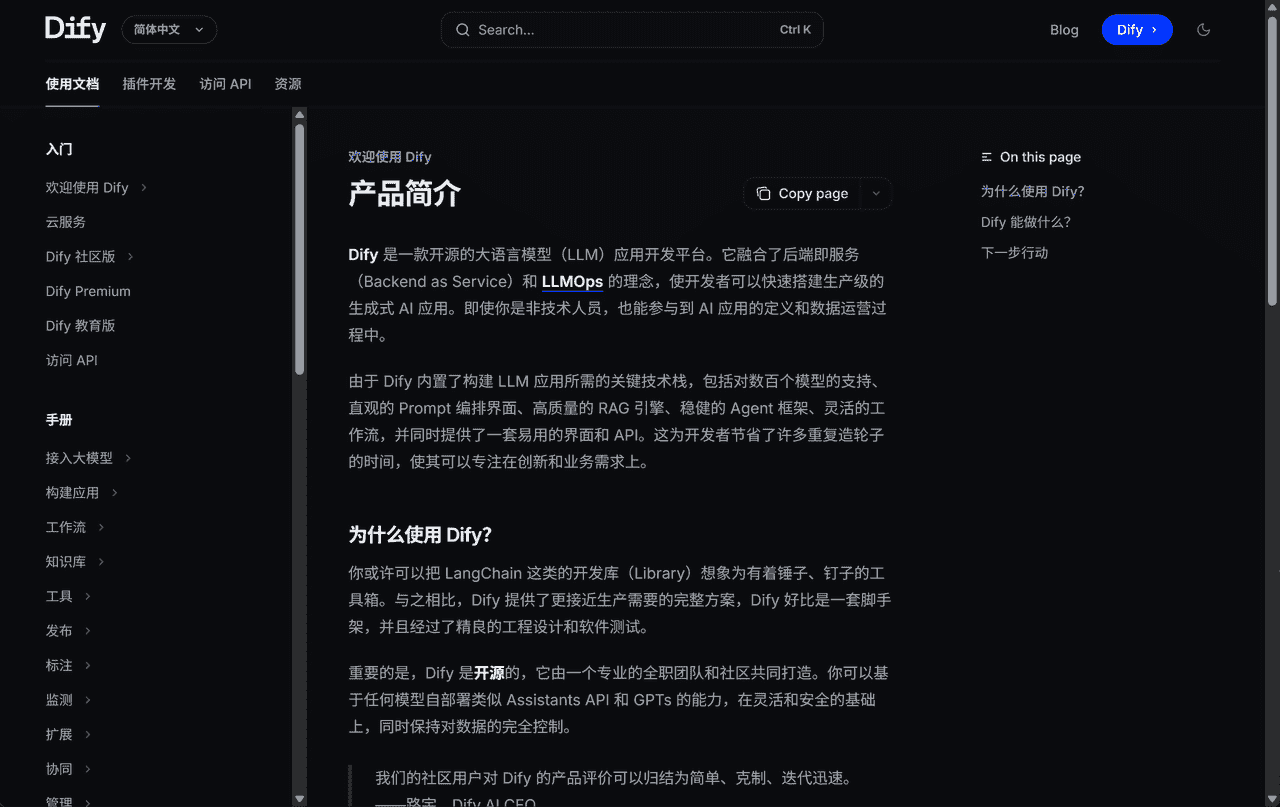 Dify
简体中文
Search...
Ctrl K
Blog
Dify
使用文档
插件开发
访问 API
资源
入门
欢迎使用 Dify
云服务
Dify 社区版
Dify Premium
Dify 教育版
访问 API
手册
接入大模型
构建应用
工作流
知识库
工具
发布
标注
监测
扩展
协同
管理
欢迎使用 Dify
产品简介
Copy page
Dify 是一款开源的大语言模型（LLM）应用开发平台。它融合了后端即服务
（Backend as Service）和 LLMOps 的理念，使开发者可以快速搭建生产级的
生成式 AI 应用。即使你是非技术人员，也能参与到 AI 应用的定义和数据运营过
程中。
由于 Dify 内置了构建 LLM 应用所需的关键技术栈，包括对数百个模型的支持、
直观的 Prompt 编排界面、高质量的 RAG 引擎、稳健的 Agent 框架、灵活的工
作流，并同时提供了一套易用的界面和 API。这为开发者节省了许多重复造轮子
的时间，使其可以专注在创新和业务需求上。
为什么使用 Dify？
你或许可以把 LangChain 这类的开发库（Library）想象为有着锤子、钉子的工
具箱。与之相比，Dify 提供了更接近生产需要的完整方案，Dify 好比是一套脚手
架，并且经过了精良的工程设计和软件测试。
重要的是，Dify 是开源的，它由一个专业的全职团队和社区共同打造。你可以基
于任何模型自部署类似 Assistants API 和 GPTs 的能力，在灵活和安全的基础
上，同时保持对数据的完全控制。
我们的社区用户对 Dify 的产品评价可以归结为简单、克制、迭代迅速。
——路宇，Dify AI CEO
On this page
为什么使用 Dify？
Dify 能做什么？
下一步行动